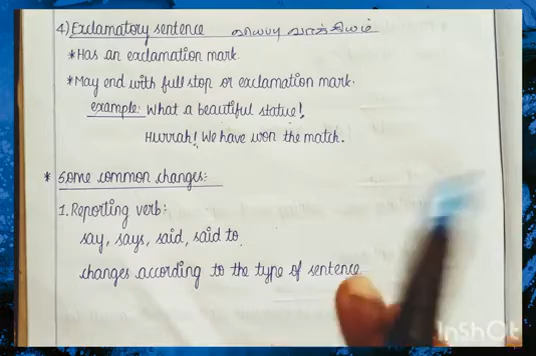 4) Exclamatory sentence வியப்பு வாக்கியம்
*Has an exclamation mark.
*May end with full stop or exclamation mark.
example: What a beautiful statue!
Hurrah! We have won the match.
* Some common changes:
1. Reporting verb:
say, says, said, said to
changes according to the type of sentence
InShOt